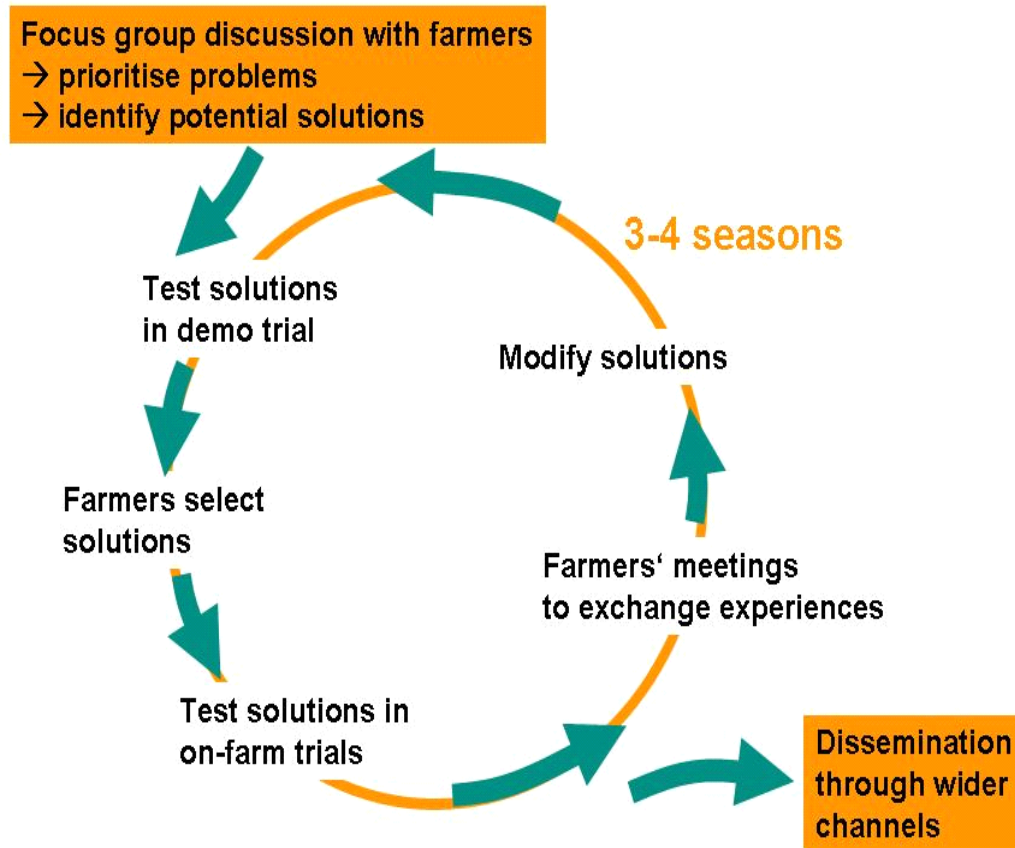 Focus group discussion with farmers
→ prioritise problems
→ identify potential solutions
3-4 seasons
Test solutions
in demo trial
Modify solutions
Farmers select
solutions
Farmers‘ meetings
to exchange experiences
Test solutions in
on-farm trials
Dissemination
through wider
channels